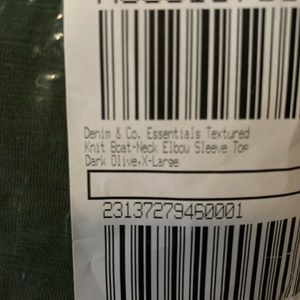 Denim & Co. Essentials Textured
Knit Boat-Neck Elbow Sleeve Top
Dark Olive,X-Large
23137279460001